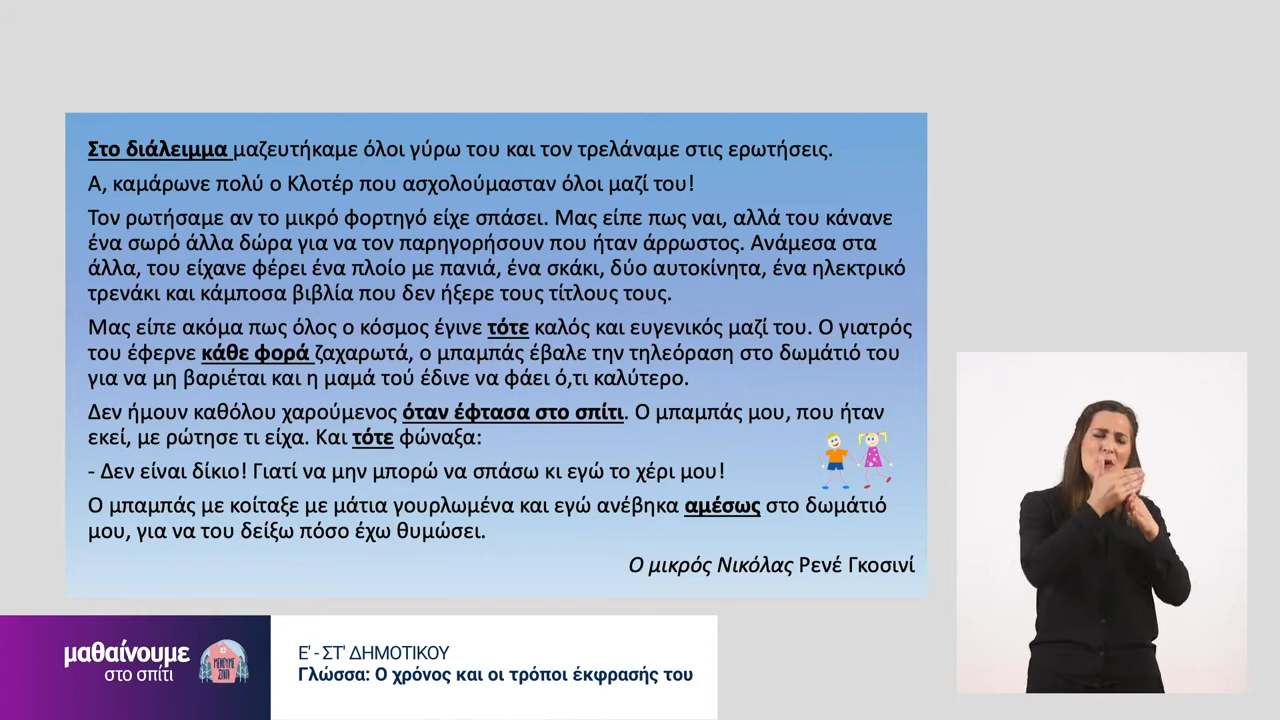 Στο διάλειμμα μαζευτήκαμε όλοι γύρω του και τον τρελάναμε στις ερωτήσεις.
Α, καμάρωνε πολύ ο Κλοτέρ που ασχολούμασταν όλοι μαζί του!
Τον ρωτήσαμε αν το μικρό φορτηγό είχε σπάσει. Μας είπε πως ναι, αλλά του κάνανε
ένα σωρό άλλα δώρα για να τον παρηγορήσουν που ήταν άρρωστος. Ανάμεσα στα
άλλα, του είχανε φέρει ένα πλοίο με πανιά, ένα σκάκι, δύο αυτοκίνητα, ένα ηλεκτρικό
τρενάκι και κάμποσα βιβλία που δεν ήξερε τους τίτλους τους.
Μας είπε ακόμα πως όλος ο κόσμος έγινε τότε καλός και ευγενικός μαζί του. Ο γιατρός
του έφερνε κάθε φορά ζαχαρωτά, ο μπαμπάς έβαλε την τηλεόραση στο δωμάτιό του
για να μη βαριέται και η μαμά τού έδινε να φάει ό,τι καλύτερο.
Δεν ήμουν καθόλου χαρούμενος όταν έφτασα στο σπίτι. Ο μπαμπάς μου, που ήταν
εκεί, με ρώτησε τι είχα. Και τότε φώναξα:
- Δεν είναι δίκιο! Γιατί να μην μπορώ να σπάσω κι εγώ το χέρι μου!
Ο μπαμπάς με κοίταξε με μάτια γουρλωμένα και εγώ ανέβηκα αμέσως στο δωμάτιό
μου, για να του δείξω πόσο έχω θυμώσει.
Ο μικρός Νικόλας Ρενέ Γκοσινί
μαθαίνουμε
στο σπίτι
ΜΕΝΟΥΜΕ
ΣΠΙΤΙ
Ε' - ΣΤ' ΔΗΜΟΤΙΚΟΥ
Γλώσσα: Ο χρόνος και οι τρόποι έκφρασής του